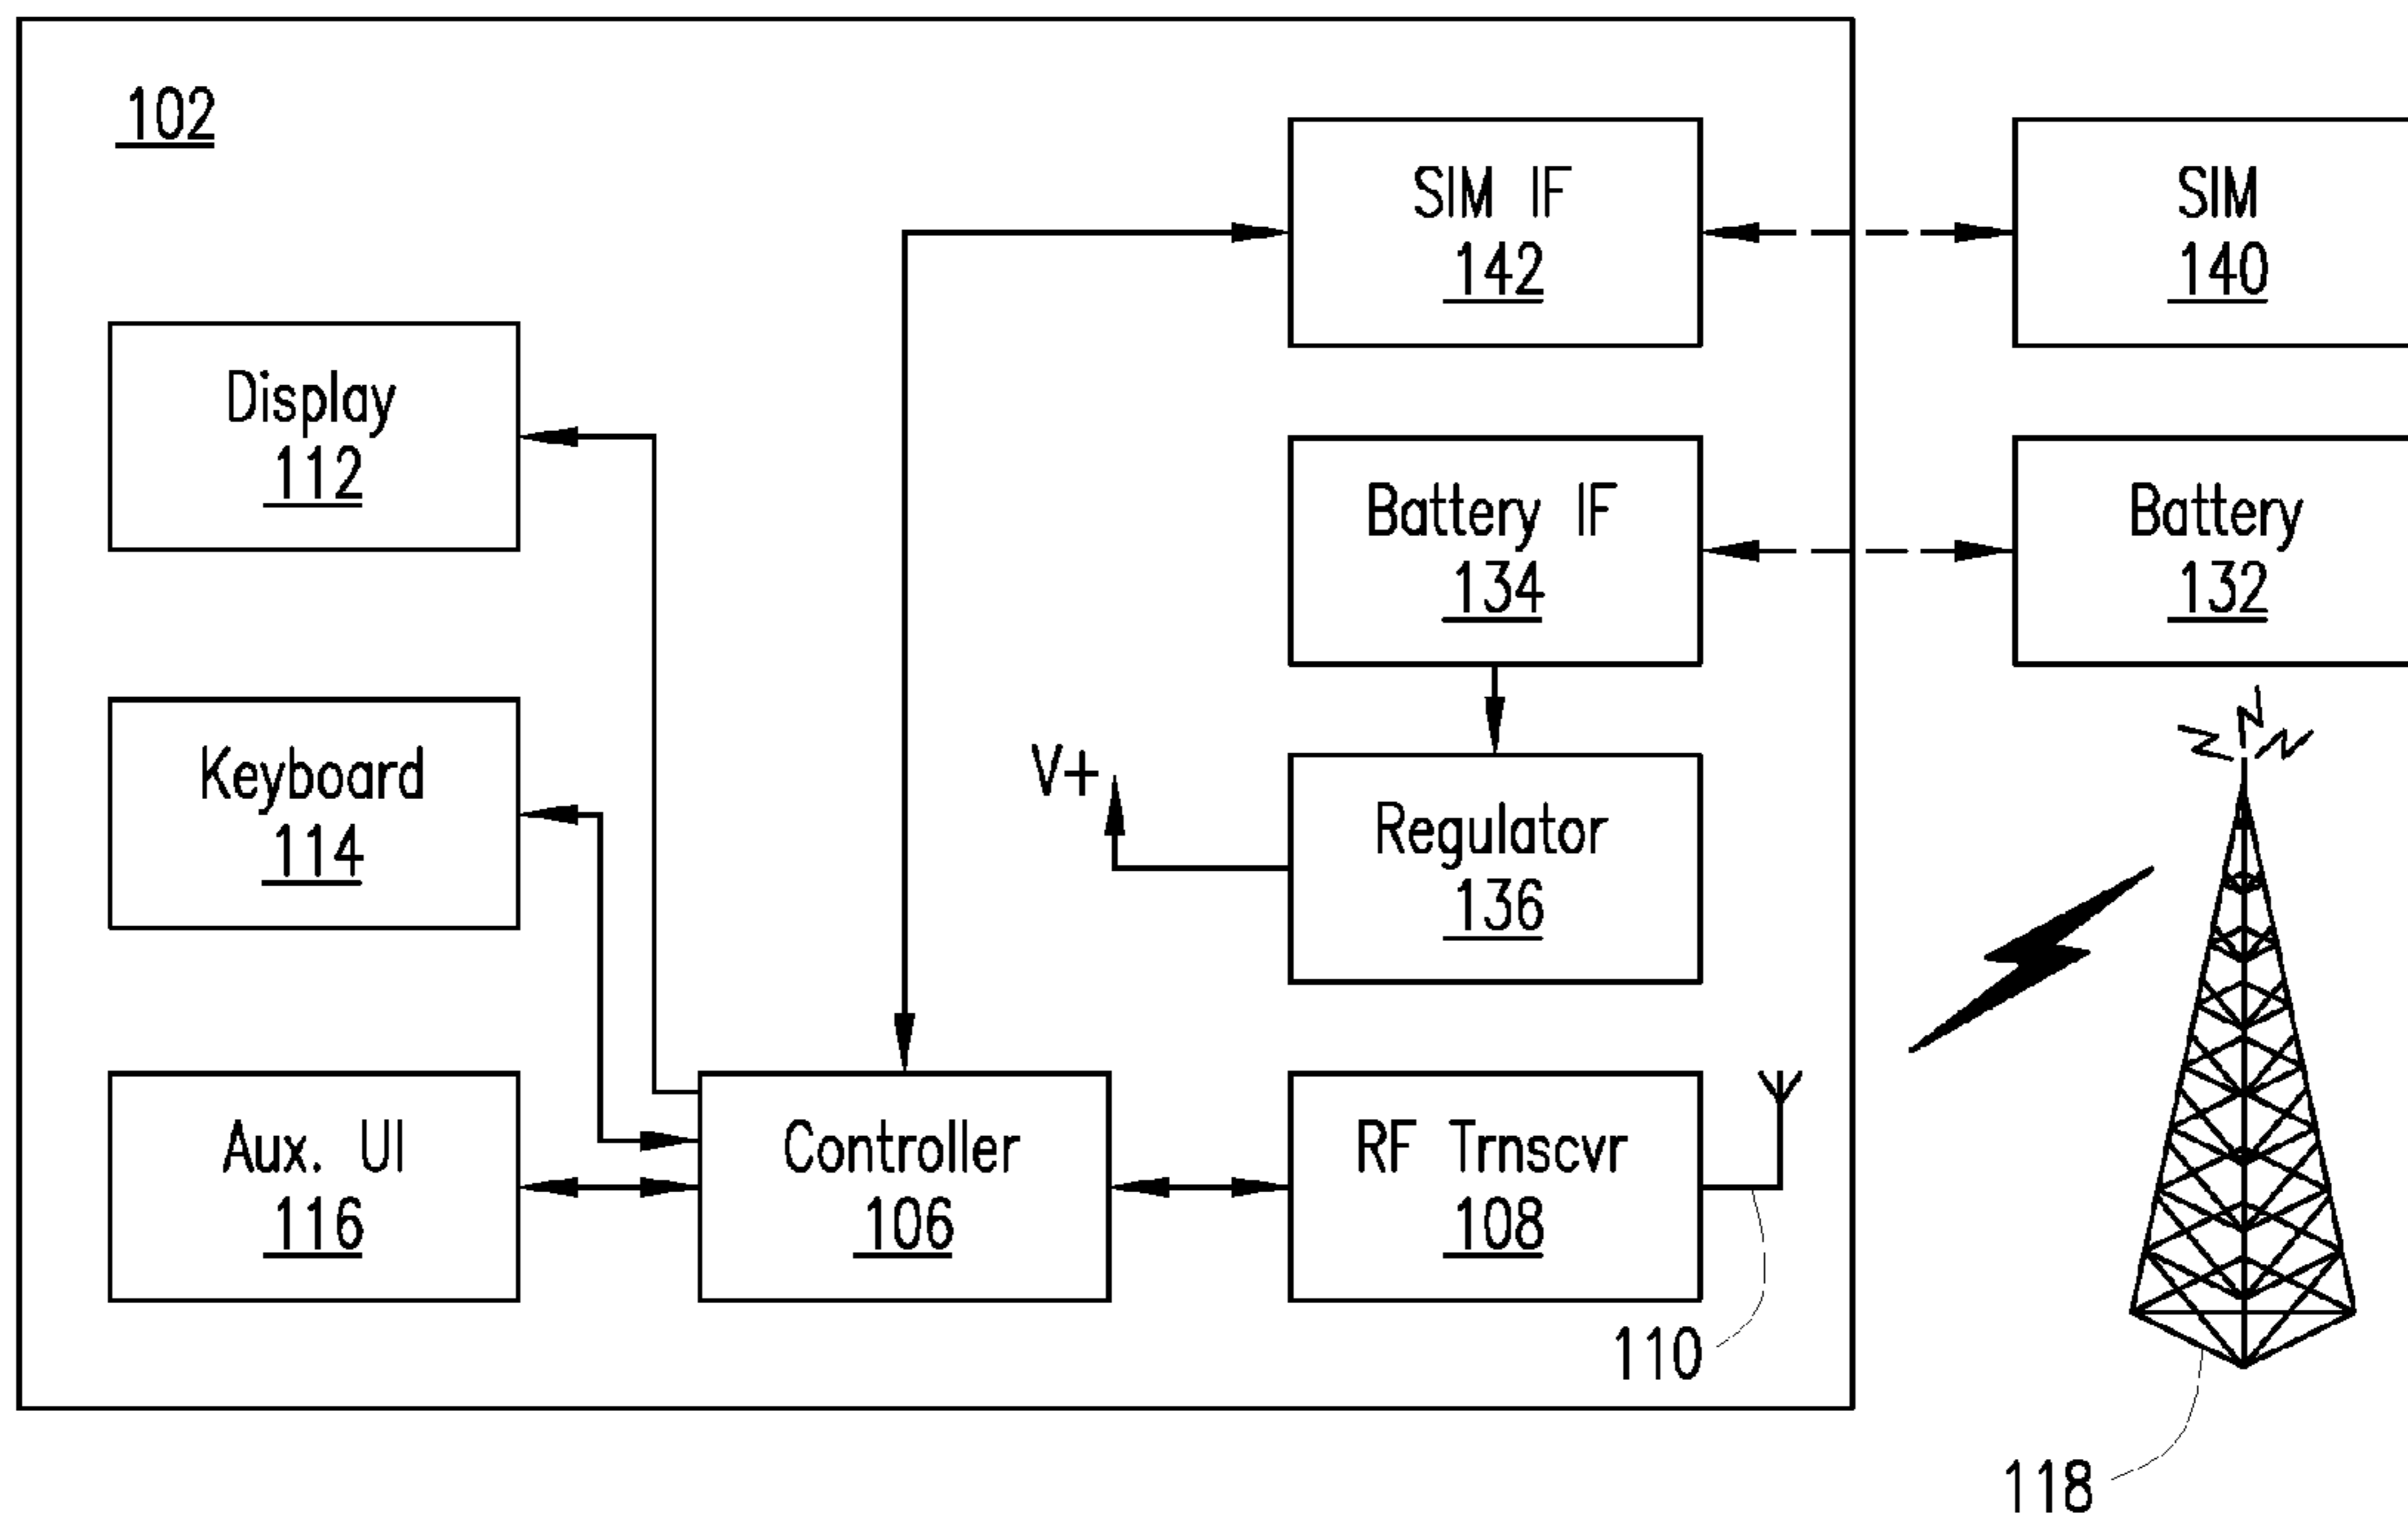 102
SIM IF
142
SIM
140
Display
112
Battery IF
134
Battery
132
Keyboard
114
V+
Regulator
136
Aux. UI
116
Controller
106
RF Trnscvr
108
110
118